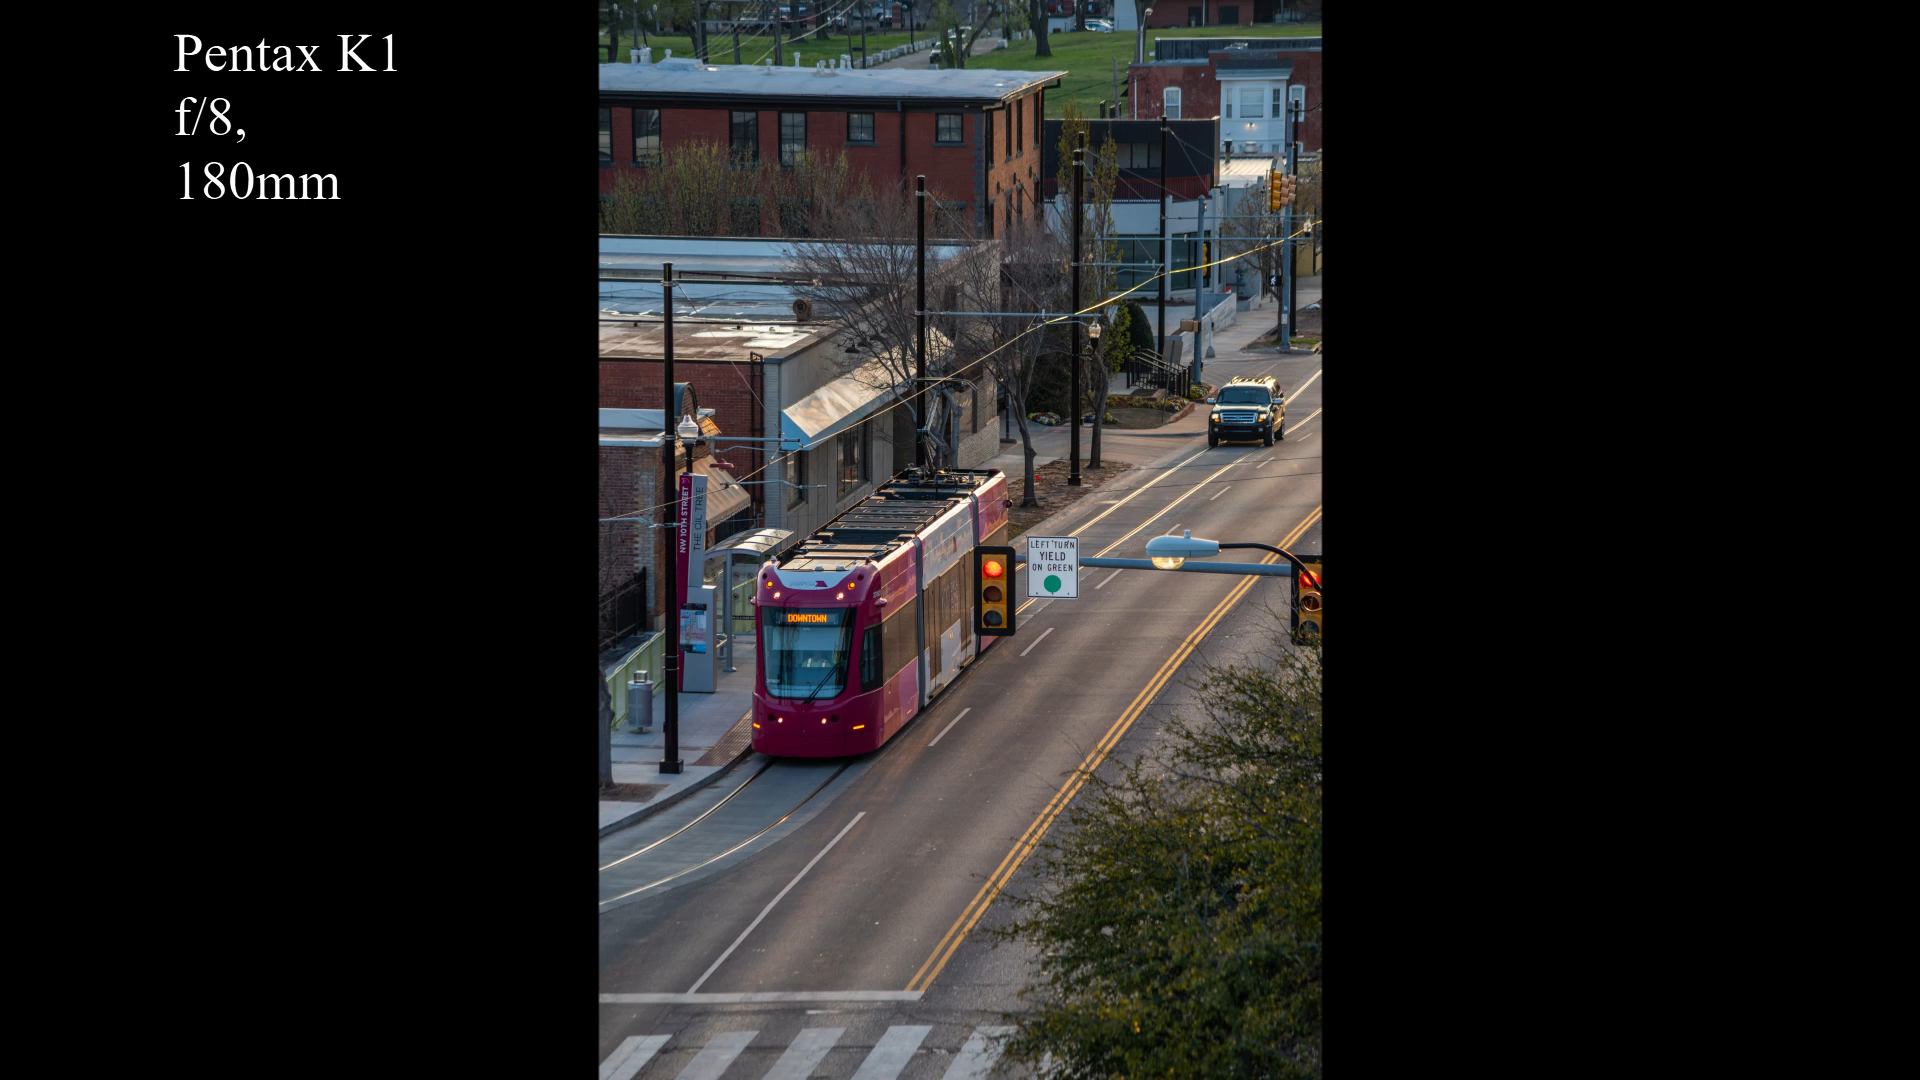 Pentax K1
f/8,
180mm
NW 10TH STREET
THE OIL TREE
LEFT TURN
YIELD
ON GREEN
DOWNTOWN